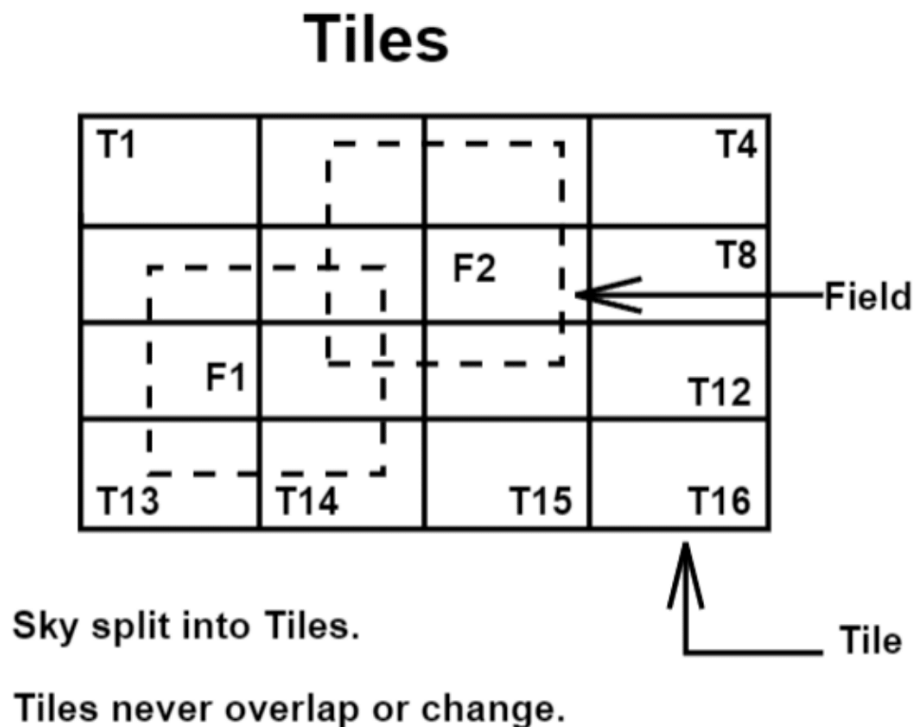 Tiles
T1
T4
F2
T8
Field
F1
T12
T13
T14
T15
T16
Sky split into Tiles.
Tile
Tiles never overlap or change.